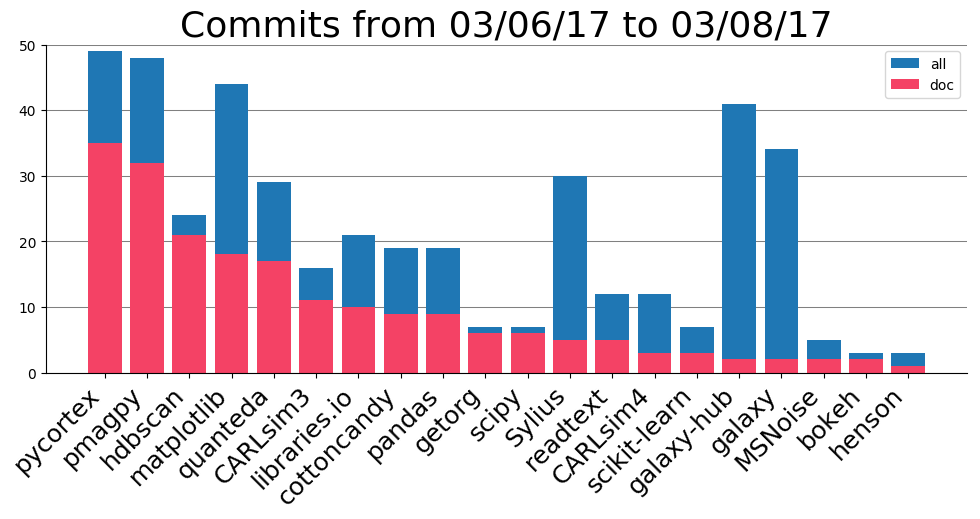 Commits from 03/06/17 to 03/08/17
all
doc
50
40
30
20
10
0
pycortex
pmagpy
hdbscan
matplotlib
quanteda
CARLsim3
libraries.io
cottoncandy
pandas
getorg
scipy
Sylius
readtext
CARLsim4
scikit-learn
galaxy-hub
galaxy
MSNoise
bokeh
henson